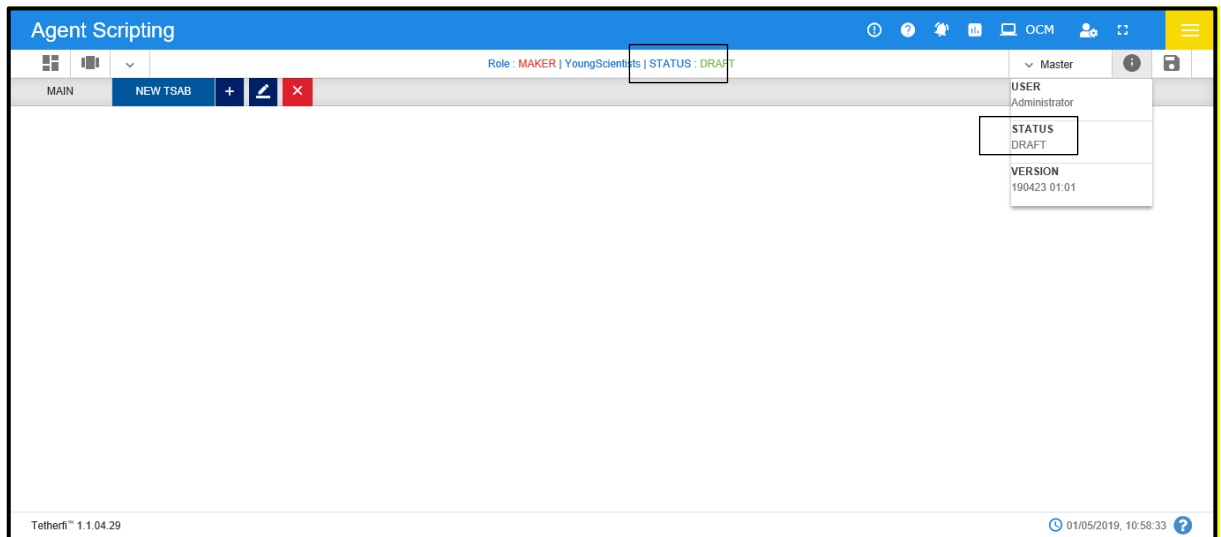 Agent Scripting
OCM
Role : MAKER | YoungScientists | STATUS : DRAFT
Master
MAIN
NEW TSAB
+
USER
Administrator
STATUS
DRAFT
VERSION
190423 01:01
Tetherfi™ 1.1.04.29
01/05/2019, 10:58:33